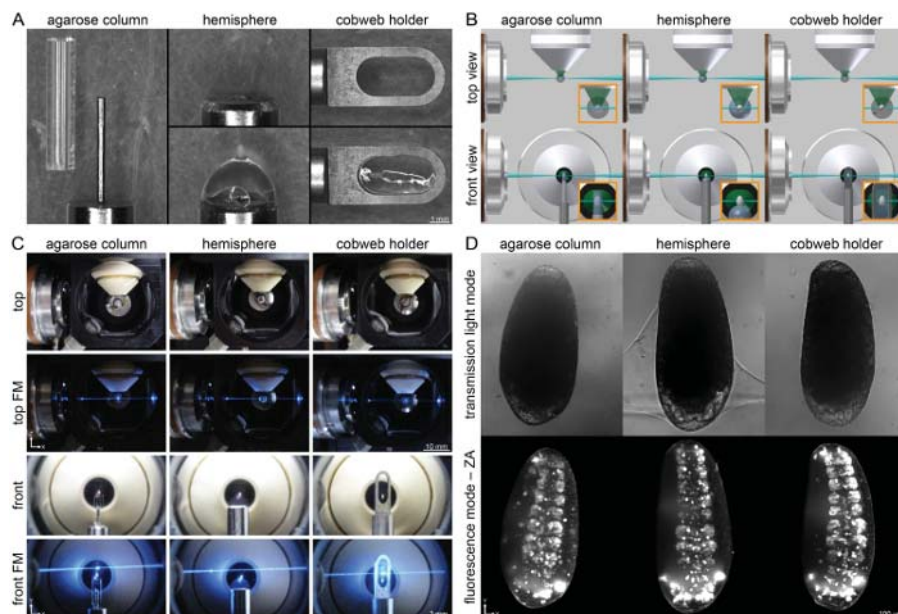 A
agarose column
hemisphere
cobweb holder
1 mm
B
agarose column
hemisphere
cobweb holder
top view
front view
C
agarose column
hemisphere
cobweb holder
top
top FM
10 mm
front
front FM
D
agarose column
hemisphere
cobweb holder
transmission light mode
fluorescence mode – ZA